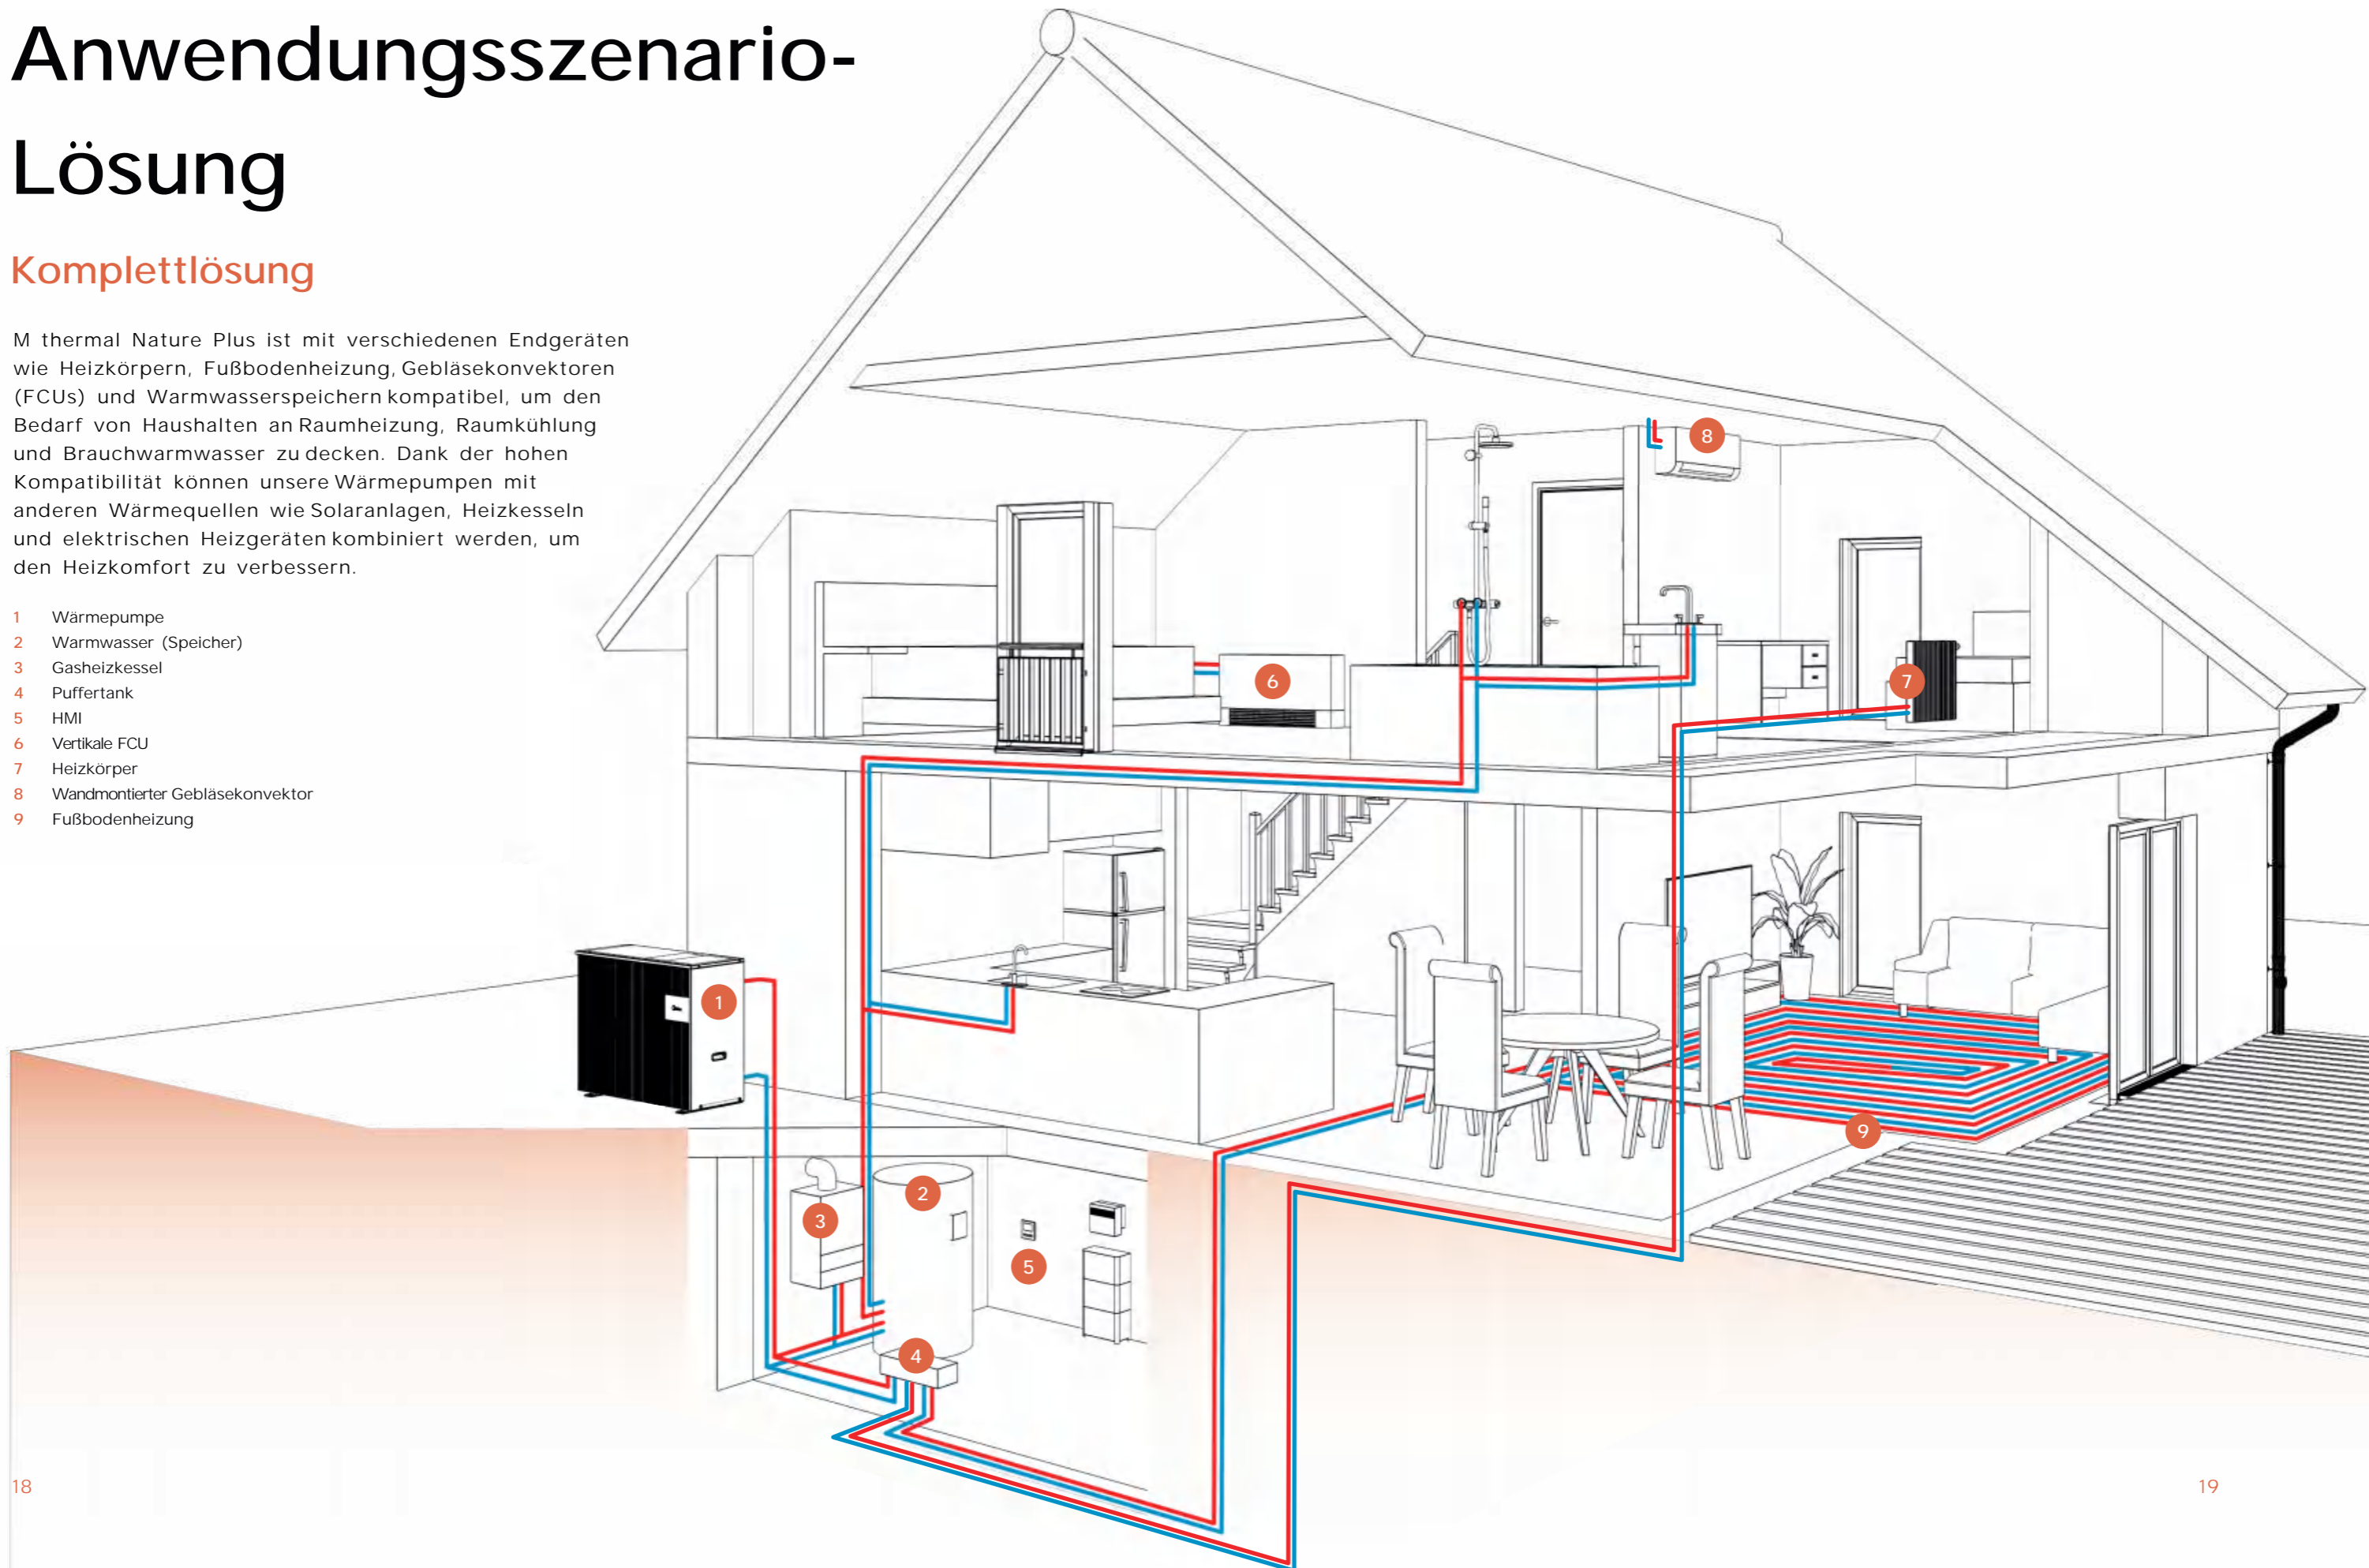 Anwendungsszenario-
Lösung
Komplettlösung
M thermal Nature Plus ist mit verschiedenen Endgeräten
wie Heizkörpern, Fußbodenheizung, Gebläsekonvektoren
(FCUs) und Warmwasserspeichern kompatibel, um den
Bedarf von Haushalten an Raumheizung, Raumkühlung
und Brauchwarmwasser zu decken. Dank der hohen
Kompatibilität können unsere Wärmepumpen mit
anderen Wärmequellen wie Solaranlagen, Heizkesseln
und elektrischen Heizgeräten kombiniert werden, um
den Heizkomfort zu verbessern.
1 Wärmepumpe
2 Warmwasser (Speicher)
3 Gasheizkessel
4 Puffertank
5 HMI
6 Vertikale FCU
7 Heizkörper
8 Wandmontierter Gebläsekonvektor
9 Fußbodenheizung
8
6
7
1
9
2
3
5
4
18
19